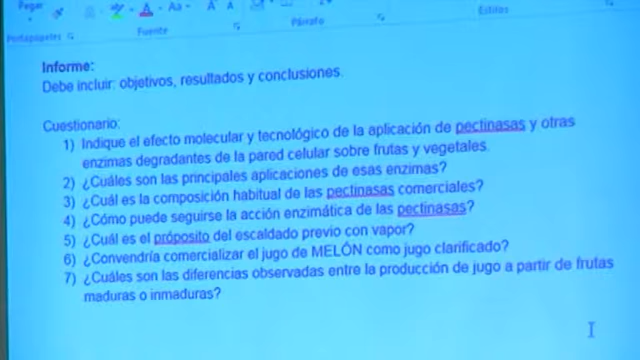 Pegar
Portapapeles
Fuente
Párrafo
Estilos
Informe:
Debe incluir: objetivos, resultados y conclusiones.
Cuestionario:
1) Indique el efecto molecular y tecnológico de la aplicación de pectinasas y otras
enzimas degradantes de la pared celular sobre frutas y vegetales.
2) ¿Cuáles son las principales aplicaciones de esas enzimas?
3) ¿Cuál es la composición habitual de las pectinasas comerciales?
4) ¿Cómo puede seguirse la acción enzimática de las pectinasas?
5) ¿Cuál es el próposito del escaldado previo con vapor?
6) ¿Convendría comercializar el jugo de MELÓN como jugo clarificado?
7) ¿Cuáles son las diferencias observadas entre la producción de jugo a partir de frutas
maduras o inmaduras?